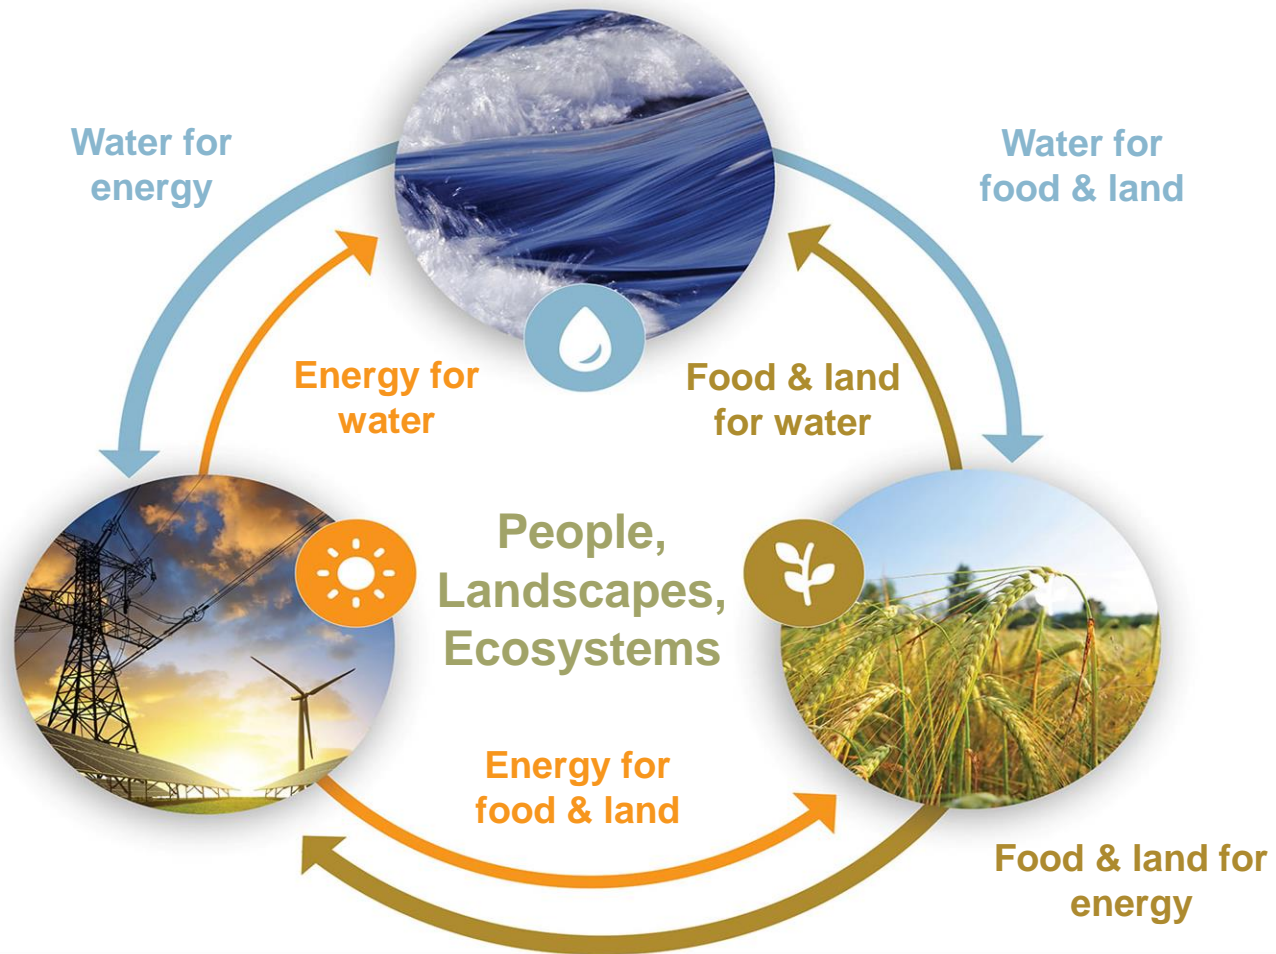 Water for
energy
Water for
food & land
Energy for
water
Food & land
for water
People,
Landscapes,
Ecosystems
Energy for
food & land
Food & land for
energy